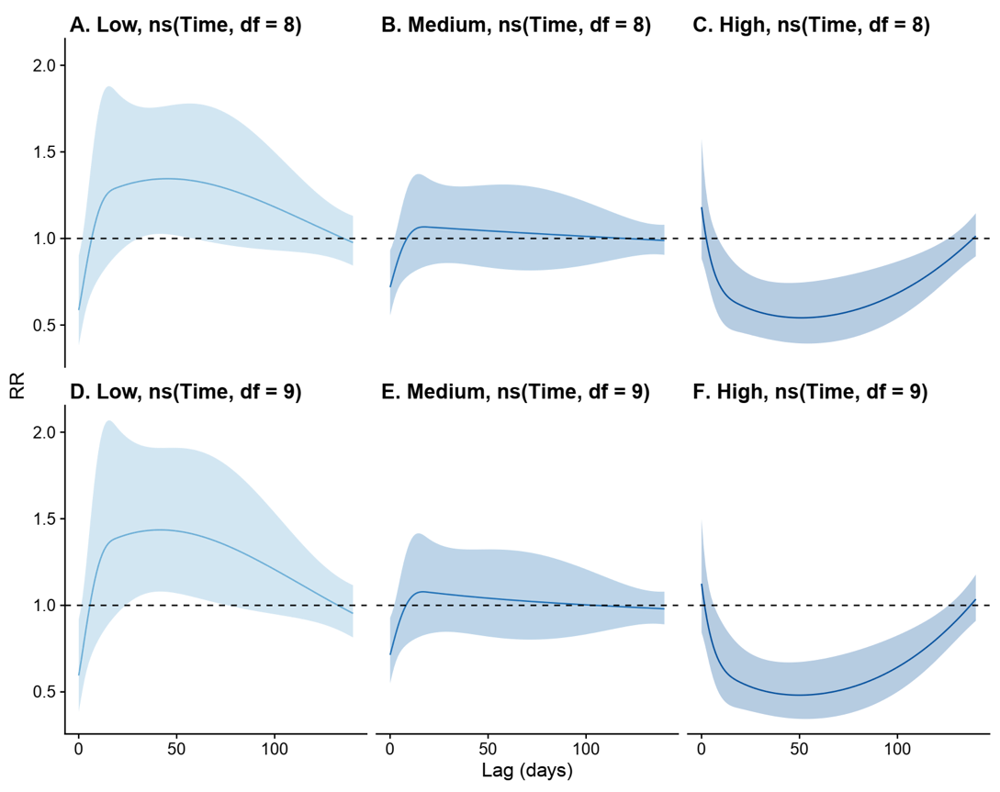 A. Low, ns(Time, df = 8)
B. Medium, ns(Time, df = 8)
C. High, ns(Time, df = 8)
2.0
1.5
1.0
0.5
RR
D. Low, ns(Time, df = 9)
E. Medium, ns(Time, df = 9)
F. High, ns(Time, df = 9)
2.0
1.5
1.0
0.5
0 50 100
0 50 100
0 50 100
Lag (days)